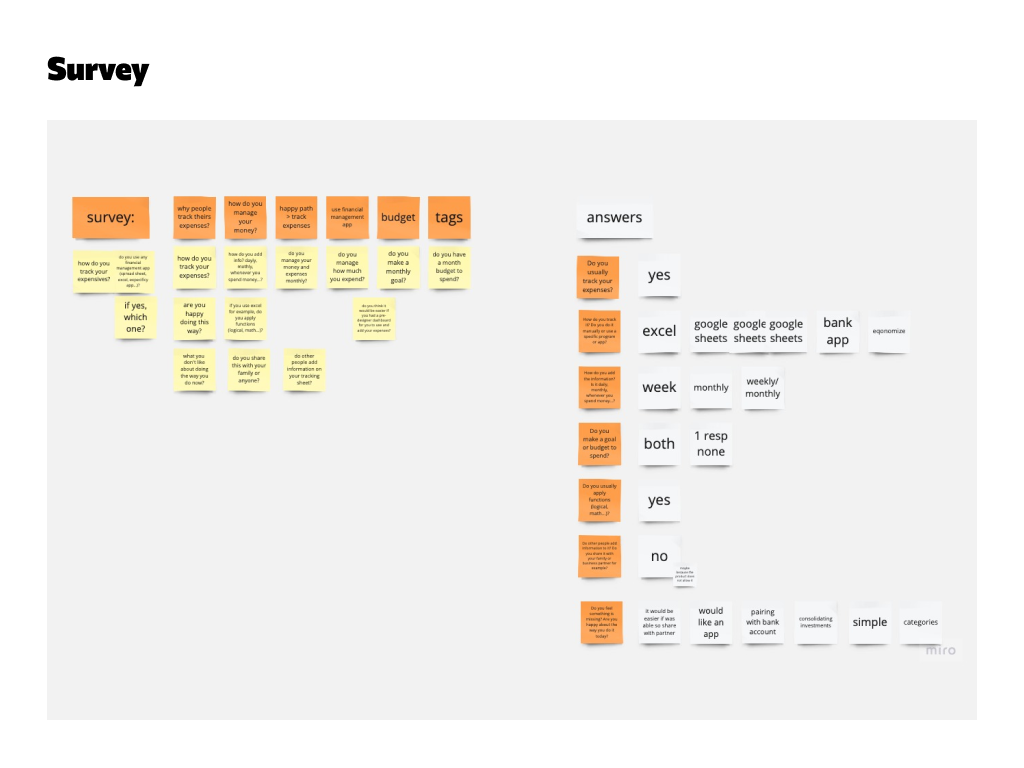 Survey
survey:
why people
track theirs
expenses?
how do you
manage
your
money?
happy path
> track
expenses
use financial
management
app
budget
tags
how do you
track your
expensives?
do you use any
financial
management app
(spread sheet,
excel, expecificy
app...)?
how do you
track your
expenses?
how do you add
info? dayly,
mothly,
whenever you
spend money...?
do you
manage your
money and
expenses
monthly?
do you
manage
how much
you expend?
do you
make a
monthly
goal?
do you have
a month
budget to
spend?
if yes,
which
one?
are you
happy
doing this
way?
if you use excel
for example, do
you apply
functions
(logical, math...)?
do you think it
would be easier if
you had a pre
designer dashboard
for you to use and
add your expenses?
what you
don't like
about doing
the way you
do now?
do you share
this with your
family or
anyone?
do other
people add
information on
your tracking
sheet?
answers
Do you
usually
track your
expenses?
yes
How do you track
it? Do you do it
manually or use a
specific program
or app?
excel
google
sheets
google
sheets
google
sheets
bank
app
eqonomize
How do you add
the information?
Is it daily,
monthly,
whenever you
spend money...?
week
monthly
weekly/
monthly
Do you
make a goal
or budget to
spend?
both
1 resp
none
Do you usually
apply
functions
(logical,
math...)?
yes
Do other people add
information to it? Do
you share it with
your family or
business partner for
example?
no
Do you feel
something is
missing? Are you
happy about the
way you do it
today?
it would be
easier if was
able so share
with partner
would
like an
app
pairing
with bank
account
consolidating
investments
simple
categories
miro